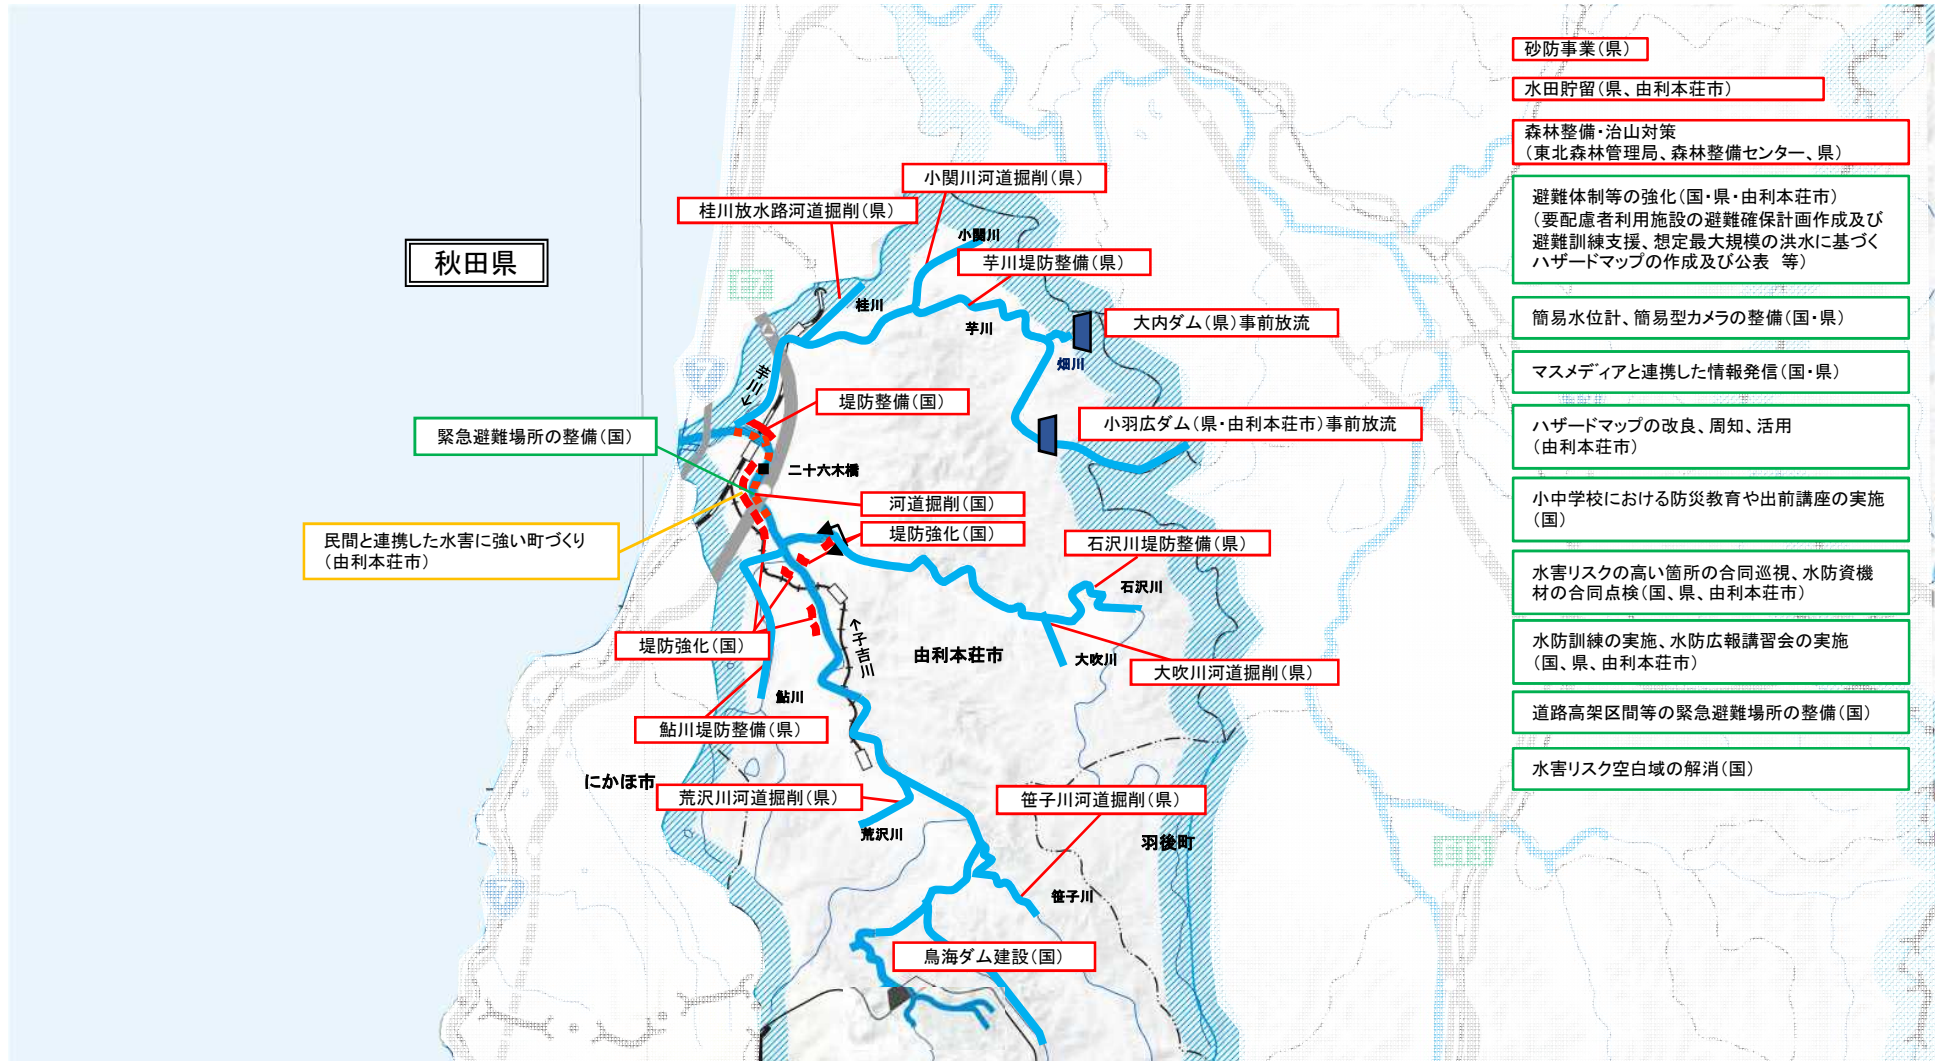 砂防事業(県)
水田貯留(県、由利本荘市)
森林整備・治山対策
(東北森林管理局、森林整備センター、県)
避難体制等の強化(国・県・由利本荘市)
(要配慮者利用施設の避難確保計画作成及び
避難訓練支援、想定最大規模の洪水に基づく
ハザードマップの作成及び公表 等)
簡易水位計、簡易型カメラの整備(国・県)
マスメディアと連携した情報発信(国・県)
ハザードマップの改良、周知、活用
(由利本荘市)
小中学校における防災教育や出前講座の実施
(国)
水害リスクの高い箇所の合同巡視、水防資機
材の合同点検(国、県、由利本荘市)
水防訓練の実施、水防広報講習会の実施
(国、県、由利本荘市)
道路高架区間等の緊急避難場所の整備(国)
水害リスク空白域の解消(国)
秋田県
小関川河道掘削(県)
桂川放水路河道掘削(県)
小関川
芋川堤防整備(県)
桂川
芋川
大内ダム(県)事前放流
畑川
芋川
堤防整備(国)
小羽広ダム(県・由利本荘市)事前放流
緊急避難場所の整備(国)
二十六木橋
河道掘削(国)
堤防強化(国)
民間と連携した水害に強い町づくり
(由利本荘市)
石沢川堤防整備(県)
石沢川
子吉川
堤防強化(国)
由利本荘市
大吹川
大吹川河道掘削(県)
鮎川
鮎川堤防整備(県)
にかほ市
荒沢川河道掘削(県)
笹子川河道掘削(県)
荒沢川
羽後町
笹子川
鳥海ダム建設(国)